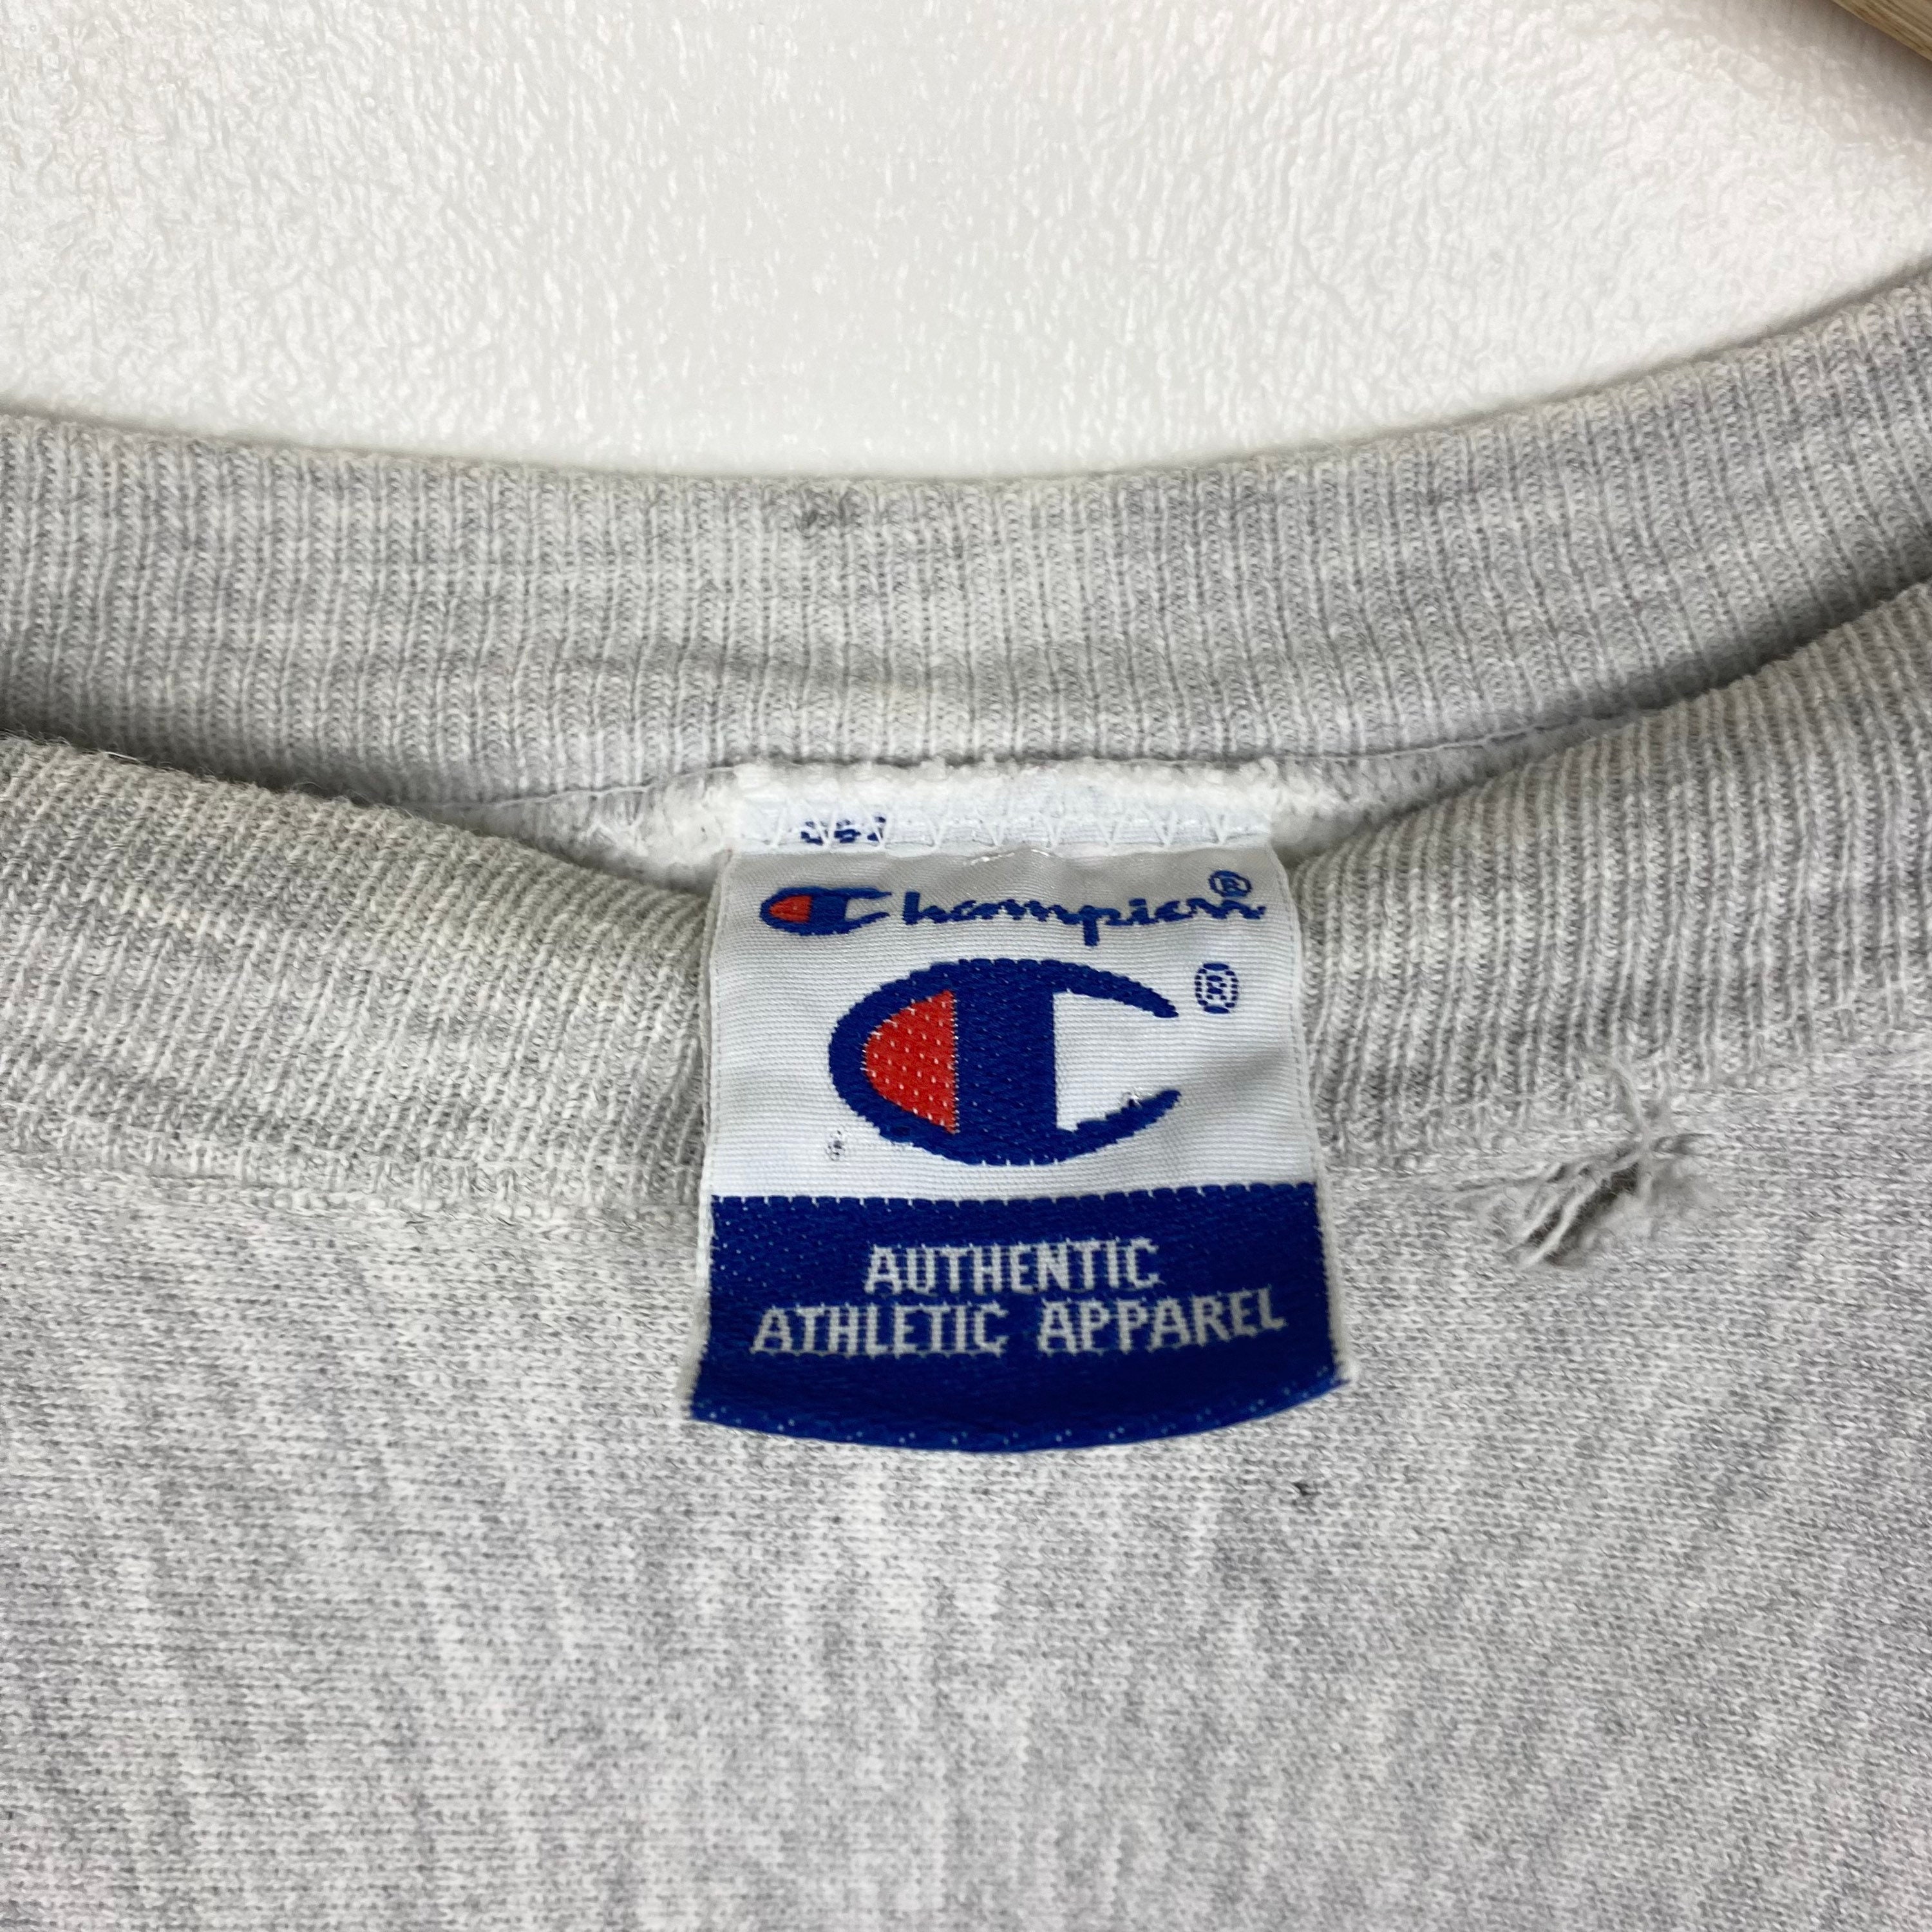 Champion®
®
AUTHENTIC
ATHLETIC APPAREL